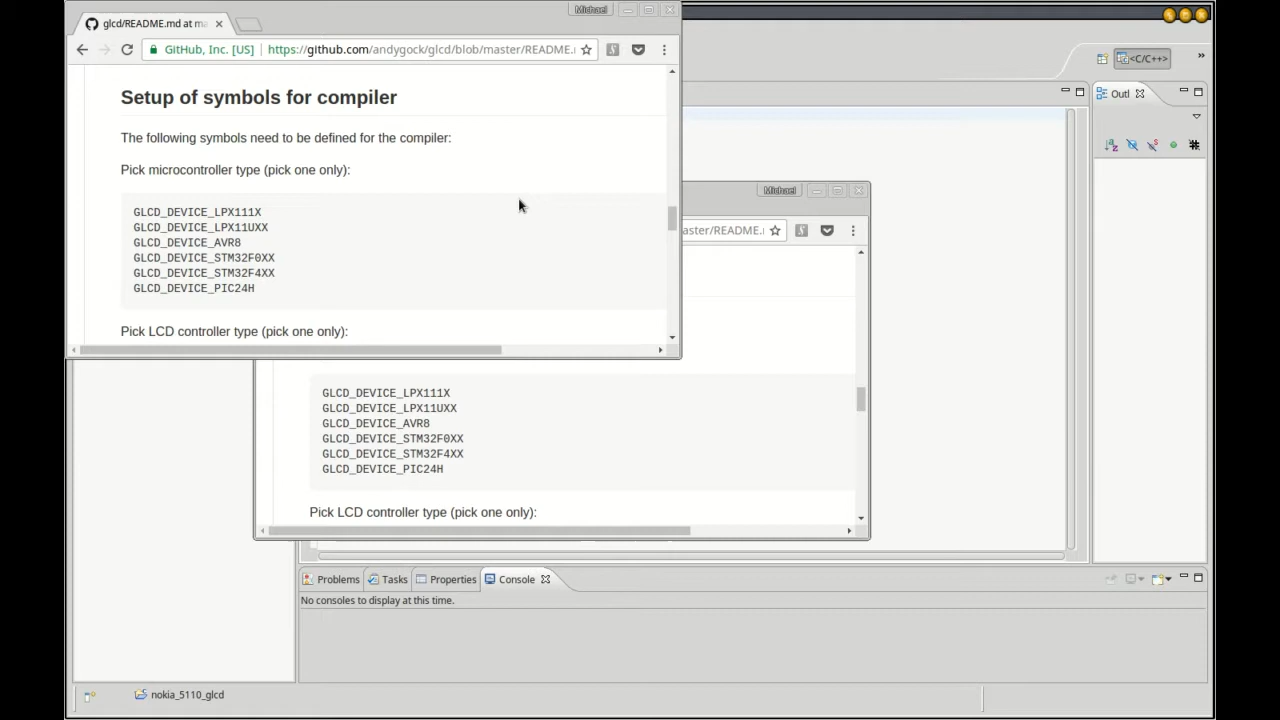 Michael
glcd/README.md at ma
GitHub, Inc. [US]
https://github.com/andygock/glcd/blob/master/README.
Setup of symbols for compiler
The following symbols need to be defined for the compiler:
Pick microcontroller type (pick one only):
GLCD_DEVICE_LPX111X
GLCD_DEVICE_LPX11UXX
GLCD_DEVICE_AVR8
GLCD_DEVICE_STM32F0XX
GLCD_DEVICE_STM32F4XX
GLCD_DEVICE_PIC24H
Pick LCD controller type (pick one only):
<C/C++>
»
Outl
Michael
aster/README.
GLCD_DEVICE_LPX111X
GLCD_DEVICE_LPX11UXX
GLCD_DEVICE_AVR8
GLCD_DEVICE_STM32F0XX
GLCD_DEVICE_STM32F4XX
GLCD_DEVICE_PIC24H
Pick LCD controller type (pick one only):
Problems Tasks Properties Console
No consoles to display at this time.
nokia_5110_glcd